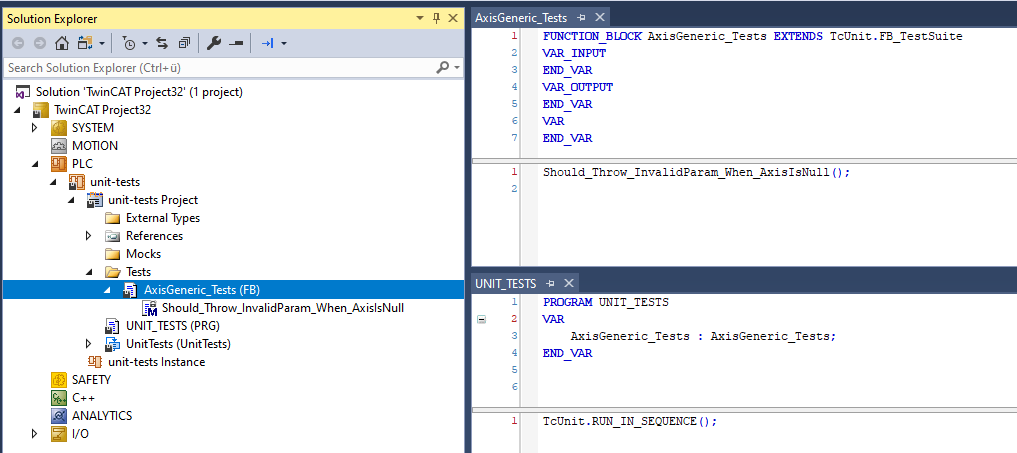 Solution Explorer
Search Solution Explorer (Ctrl+ü)
Solution 'TwinCAT Project32' (1 project)
TwinCAT Project32
SYSTEM
MOTION
PLC
unit-tests
unit-tests Project
External Types
References
Mocks
Tests
AxisGeneric_Tests (FB)
Should_Throw_InvalidParam_When_AxisIsNull
UNIT_TESTS (PRG)
UnitTests (UnitTests)
unit-tests Instance
SAFETY
C++
ANALYTICS
I/O
AxisGeneric_Tests
1 FUNCTION_BLOCK AxisGeneric_Tests EXTENDS TcUnit.FB_TestSuite
2 VAR_INPUT
3 END_VAR
4 VAR_OUTPUT
5 END_VAR
6 VAR
7 END_VAR
1 Should_Throw_InvalidParam_When_AxisIsNull();
2
UNIT_TESTS
1 PROGRAM UNIT_TESTS
2 VAR
3 AxisGeneric_Tests : AxisGeneric_Tests;
4 END_VAR
5
6
1 TcUnit.RUN_IN_SEQUENCE();